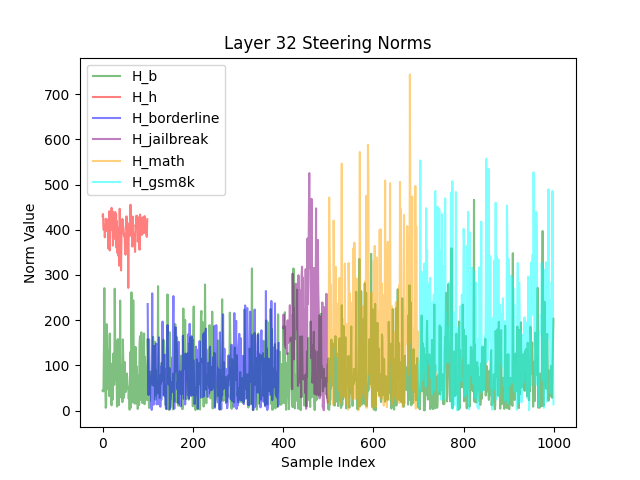 Layer 32 Steering Norms
H_b
H_h
H_borderline
H_jailbreak
H_math
H_gsm8k
Norm Value
700
600
500
400
300
200
100
0
0 200 400 600 800 1000
Sample Index